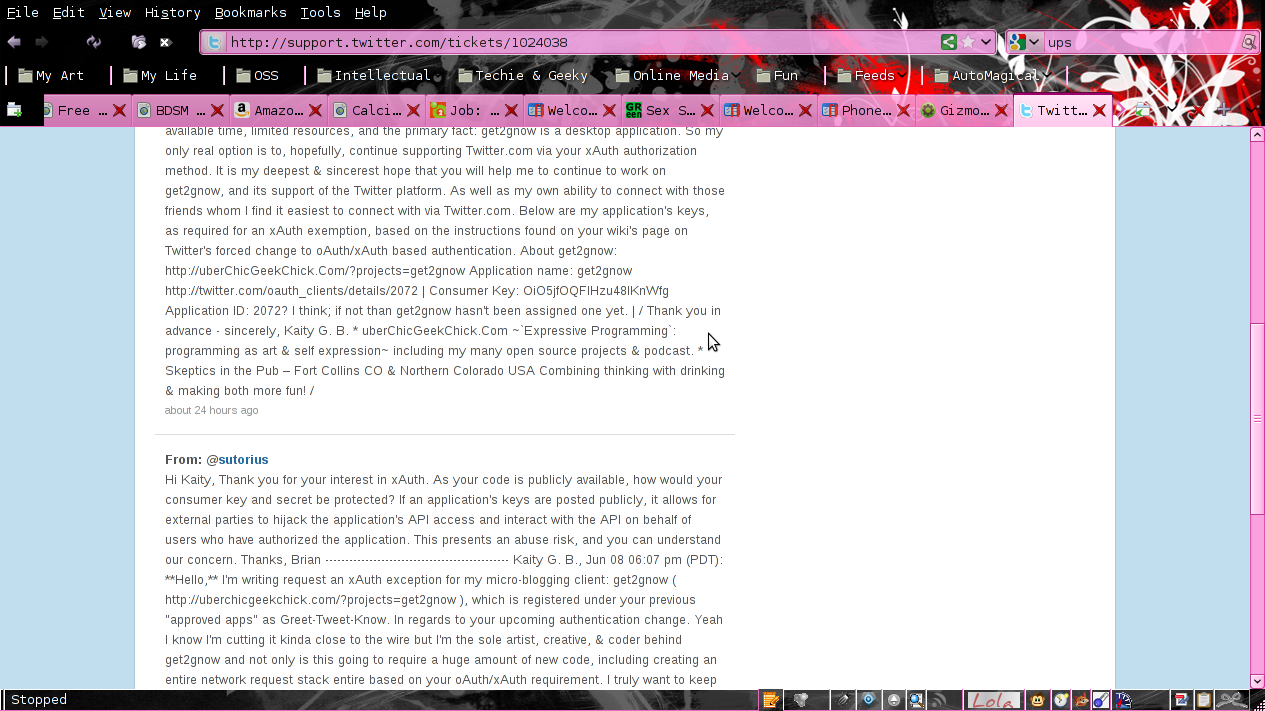 File Edit View History Bookmarks Tools Help
http://support.twitter.com/tickets/1024038
ups
My Art My Life OSS Intellectual Techie & Geeky Online Media Fun Feeds AutoMagical
Free ... BDSM ... Amazo... Calci... Job: ... Welco... Sex S... Welco... Phone... Gizmo... Twitt...
available time, limited resources, and the primary fact: get2gnow is a desktop application. So my
only real option is to, hopefully, continue supporting Twitter.com via your xAuth authorization
method. It is my deepest & sincerest hope that you will help me to continue to work on
get2gnow, and its support of the Twitter platform. As well as my own ability to connect with those
friends whom I find it easiest to connect with via Twitter.com. Below are my application's keys,
as required for an xAuth exemption, based on the instructions found on your wiki's page on
Twitter's forced change to oAuth/xAuth based authentication. About get2gnow:
http://uberChicGeekChick.Com/?projects=get2gnow Application name: get2gnow
http://twitter.com/oauth_clients/details/2072 | Consumer Key: OiO5jfOQFIHzu48IKnWfg
Application ID: 2072? I think; if not than get2gnow hasn't been assigned one yet. | / Thank you in
advance - sincerely, Kaity G. B. * uberChicGeekChick.Com ~`Expressive Programming`:
programming as art & self expression~ including my many open source projects & podcast. *
Skeptics in the Pub – Fort Collins CO & Northern Colorado USA Combining thinking with drinking
& making both more fun! /
about 24 hours ago
From: @sutorius
Hi Kaity, Thank you for your interest in xAuth. As your code is publicly available, how would your
consumer key and secret be protected? If an application's keys are posted publicly, it allows for
external parties to hijack the application's API access and interact with the API on behalf of
users who have authorized the application. This presents an abuse risk, and you can understand
our concern. Thanks, Brian ---------------------------------------------- Kaity G. B., Jun 08 06:07 pm (PDT):
**Hello,** I'm writing request an xAuth exception for my micro-blogging client: get2gnow (
http://uberchicgeekchick.com/?projects=get2gnow ), which is registered under your previous
"approved apps" as Greet-Tweet-Know. In regards to your upcoming authentication change. Yeah
I know I'm cutting it kinda close to the wire but I'm the sole artist, creative, & coder behind
get2gnow and not only is this going to require a huge amount of new code, including creating an
entire network request stack entire based on your oAuth/xAuth requirement. I truly want to keep
Stopped
Lola